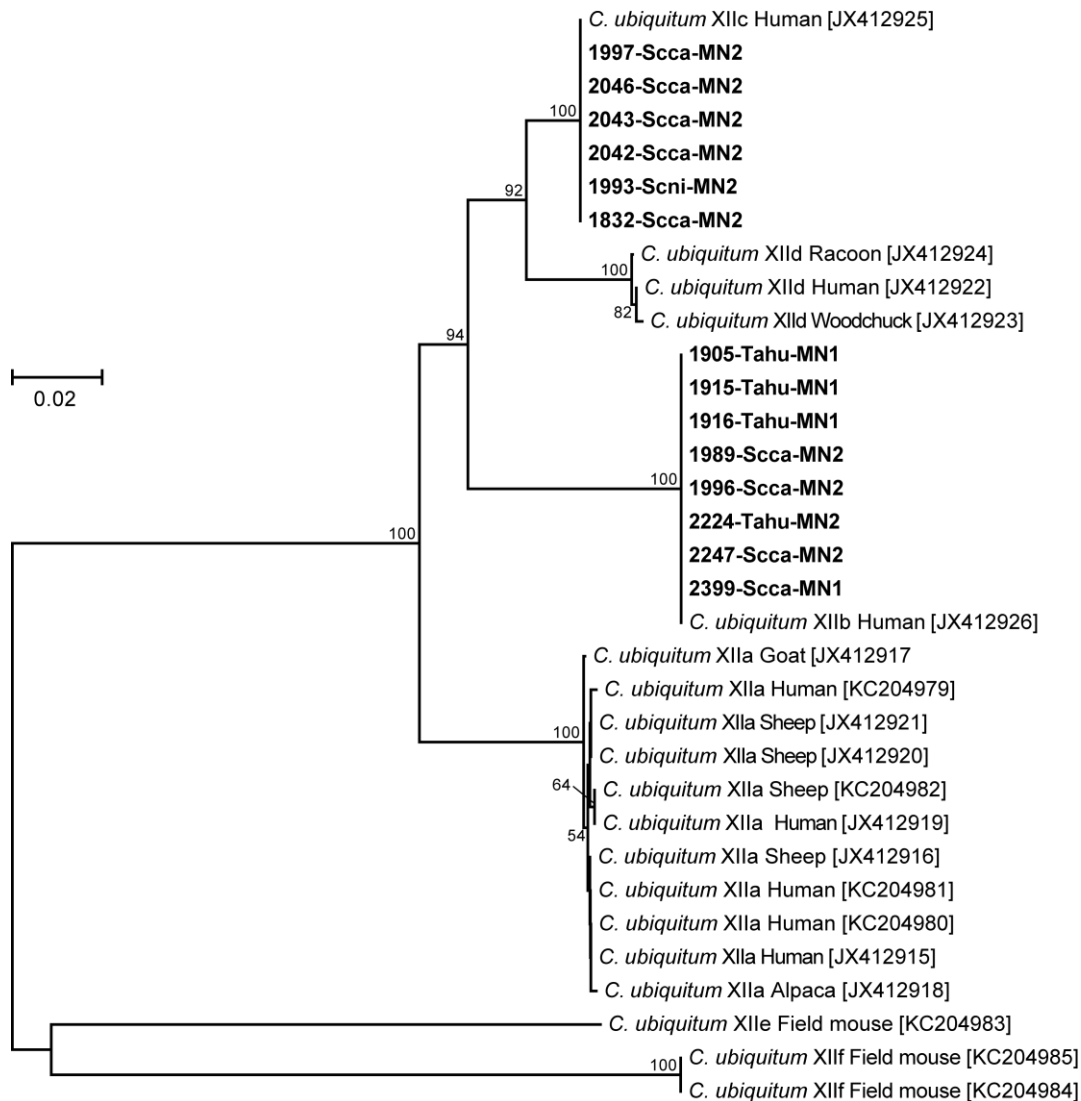 C. ubiquitum XIIc Human [JX412925]
1997-Scca-MN2
2046-Scca-MN2
100
2043-Scca-MN2
2042-Scca-MN2
92
1993-Scni-MN2
1832-Scca-MN2
C. ubiquitum XIId Racoon [JX412924]
100
C. ubiquitum XIId Human [JX412922]
82
C. ubiquitum XIId Woodchuck [JX412923]
94
1905-Tahu-MN1
0.02
1915-Tahu-MN1
1916-Tahu-MN1
1989-Scca-MN2
100
1996-Scca-MN2
2224-Tahu-MN2
100
2247-Scca-MN2
2399-Scca-MN1
C. ubiquitum XIIb Human [JX412926]
C. ubiquitum XIIa Goat [JX412917
C. ubiquitum XIIa Human [KC204979]
C. ubiquitum XIIa Sheep [JX412921]
100
C. ubiquitum XIIa Sheep [JX412920]
64
C. ubiquitum XIIa Sheep [KC204982]
C. ubiquitum XIIa Human [JX412919]
54
C. ubiquitum XIIa Sheep [JX412916]
C. ubiquitum XIIa Human [KC204981]
C. ubiquitum XIIa Human [KC204980]
C. ubiquitum XIIa Human [JX412915]
C. ubiquitum XIIa Alpaca [JX412918]
C. ubiquitum XIIe Field mouse [KC204983]
C. ubiquitum XIIf Field mouse [KC204985]
100
C. ubiquitum XIIf Field mouse [KC204984]